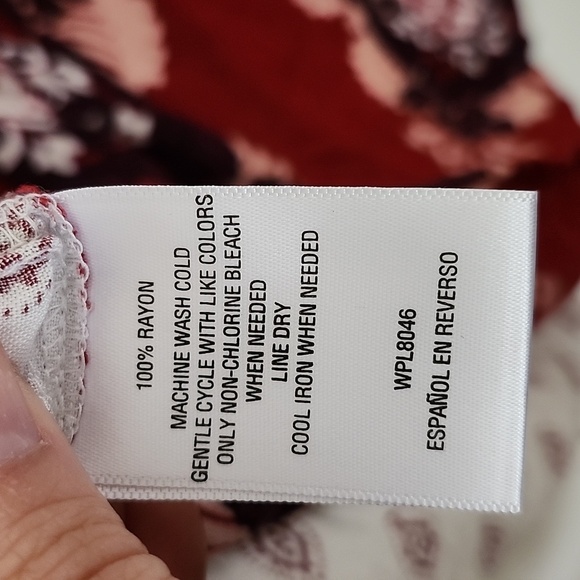 100% RAYON
MACHINE WASH COLD
GENTLE CYCLE WITH LIKE COLORS
ONLY NON-CHLORINE BLEACH
WHEN NEEDED
LINE DRY
COOL IRON WHEN NEEDED
WPL8046
ESPAÑOL EN REVERSO